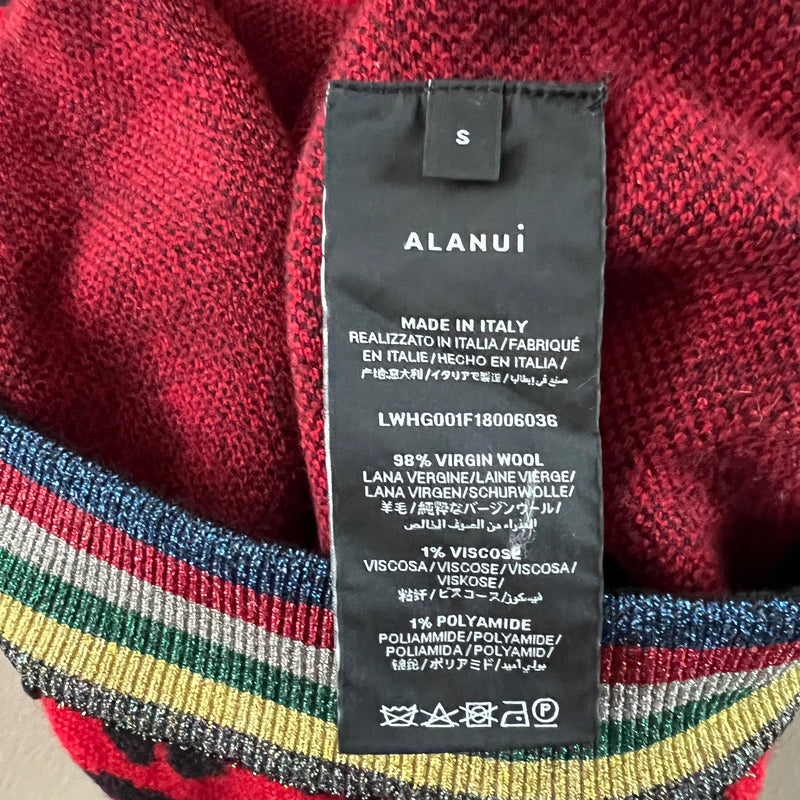 S
ALANUi
MADE IN ITALY
REALIZZATO IN ITALIA/FABRIQUÉ
EN ITALIE/HECHO EN ITALIA/
产地意大利/イタリアで製造/صنع في إيطاليا
LWHG001F18006036
98% VIRGIN WOOL
LANA VERGINE/LAINE VIERGE/
LANA VIRGEN/SCHURWOLLE/
羊毛/純粋なバージンウール/
العذراء من الصوف الخالص
1% VISCOSE
VISCOSA/VISCOSE/VISCOSA/
VISKOSE/
粘
ビスコース/فيسكوز
1% POLYAMIDE
POLIAMMIDE/POLYAMIDE/
POLIAMIDA/POLYAMID/
锦纶/ポリアミド/بولي أميد
P